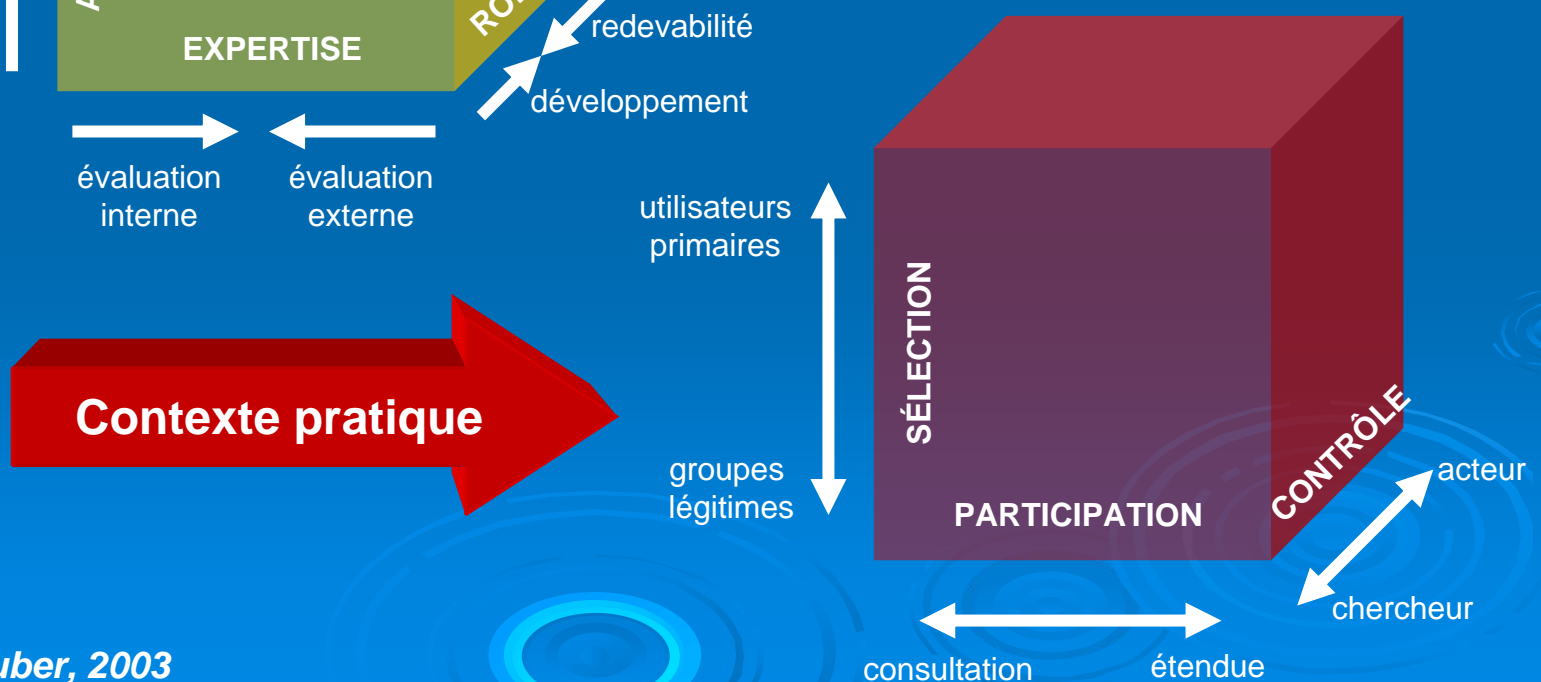 EXPERTISE
redevabilité
développement
évaluation
interne
évaluation
externe
utilisateurs
primaires
SÉLECTION
Contexte pratique
groupes
légitimes
PARTICIPATION
CONTRÔLE
acteur
chercheur
consultation
étendue
2003